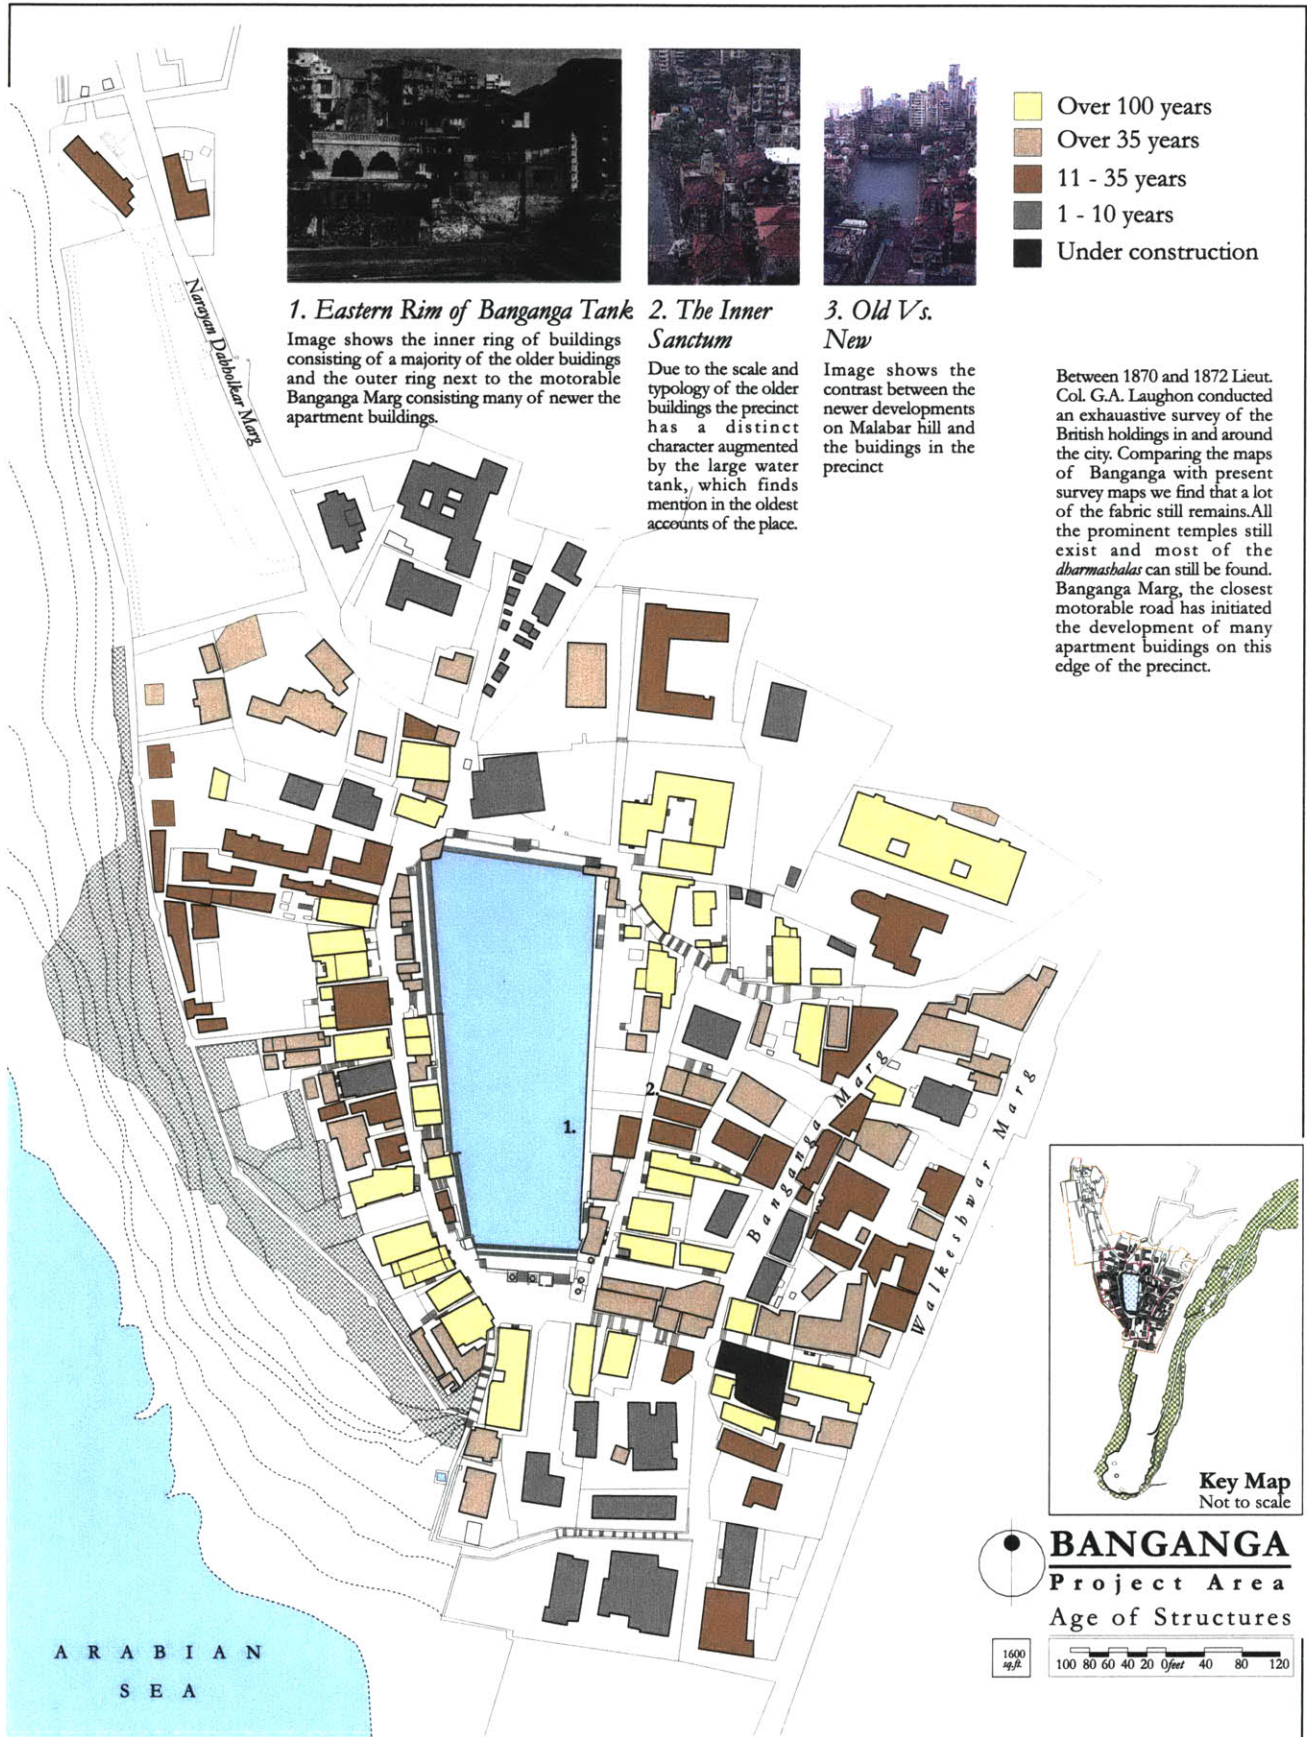 Over 100 years
Over 35 years
11 - 35 years
1 - 10 years
Under construction
1. Eastern Rim of Banganga Tank
Image shows the inner ring of buildings
consisting of a majority of the older buidings
and the outer ring next to the motorable
Banganga Marg consisting many of newer the
apartment buildings.
2. The Inner
Sanctum
Due to the scale and
typology of the older
buildings the precinct
has a distinct
character augmented
by the large water
tank, which finds
mention in the oldest
accounts of the place.
3. Old Vs.
New
Image shows the
contrast between the
newer developments
on Malabar hill and
the buidings in the
precinct
Between 1870 and 1872 Lieut.
Col. G.A. Laughon conducted
an exhauastive survey of the
British holdings in and around
the city. Comparing the maps
of Banganga with present
survey maps we find that a lot
of the fabric still remains.All
the prominent temples still
exist and most of the
dharmashalas can still be found.
Banganga Marg, the closest
motorable road has initiated
the development of many
apartment buidings on this
edge of the precinct.
Narayan Dabholkar Marg
1.
2.
Banganga Marg
Walkeshwar Marg
ARABIAN
SEA
Key Map
Not to scale
BANGANGA
Project Area
Age of Structures
1600
sq.ft.
100 80 60 40 20 0feet 40 80 120